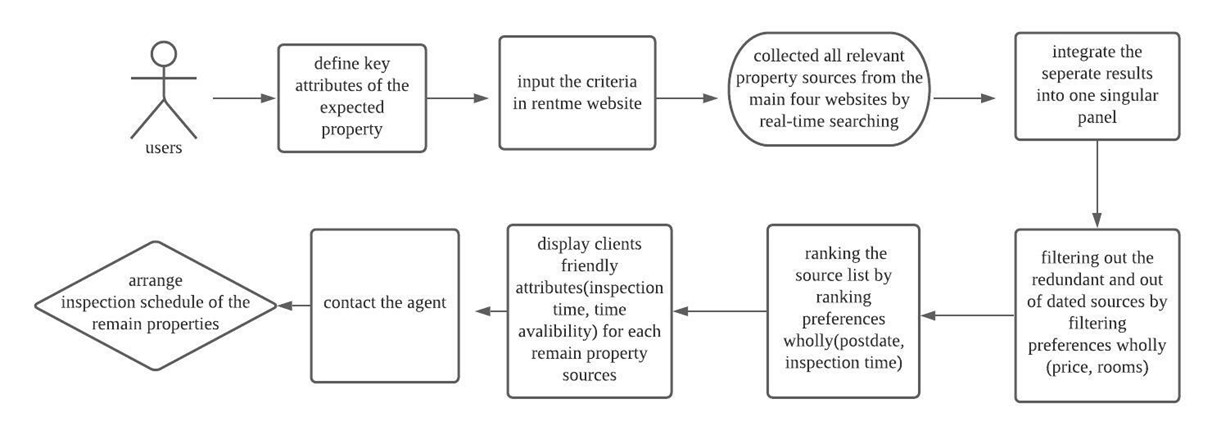 users
define key
attributes of the
expected
property
input the criteria
in rentme website
collected all relevant
property sources from the
main four websites by
real-time searching
integrate the
seperate results
into one singular
panel
filtering out the
redundant and out
of dated sources by
filtering
preferences wholly
(price, rooms)
ranking the
source list by
ranking
preferences
wholly(postdate,
inspection time)
display clients
friendly
attributes(inspection
time, time
avalibility) for each
remain property
sources
contact the agent
arrange
inspection schedule of the
remain properties